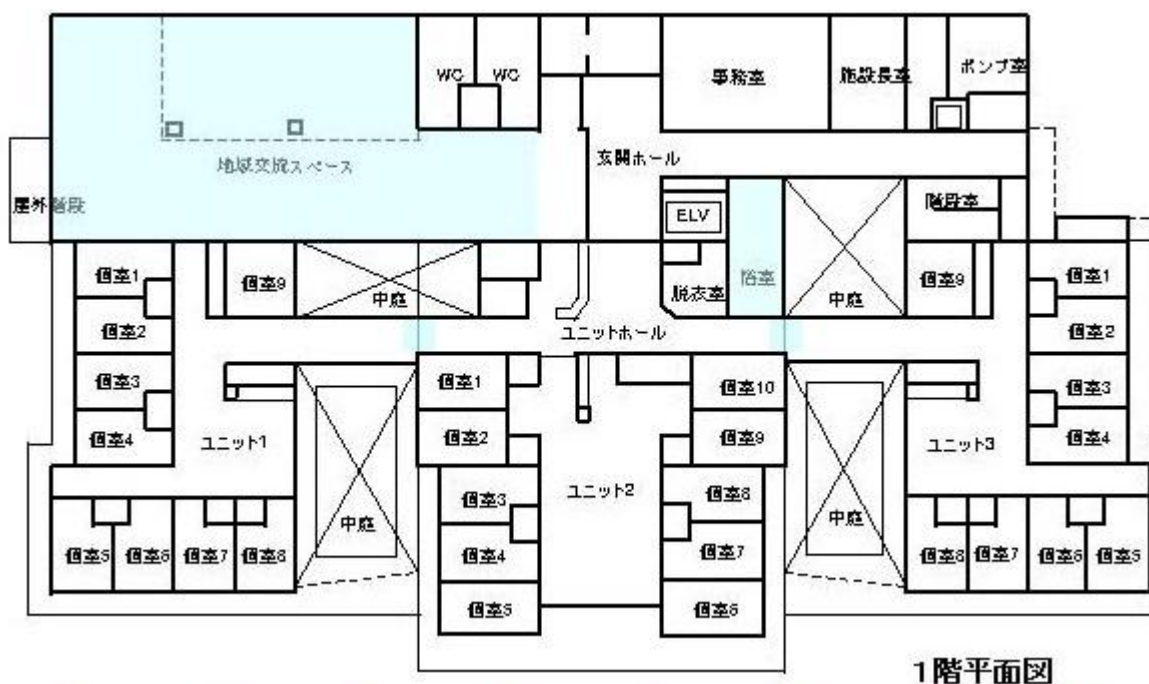 WC
WC
事務室
施設長室
ポンプ室
玄関ホール
地域交流スペース
屋外階段
ELV
階段室
個室1
個室9
中庭
脱衣室
浴室
中庭
個室9
個室1
個室2
ユニットホール
個室2
個室3
個室1
個室10
個室3
個室4
ユニット1
個室2
個室9
ユニット3
個室4
個室3
ユニット2
個室8
中庭
中庭
個室5
個室6
個室7
個室8
個室4
個室7
個室8
個室7
個室6
個室5
個室5
個室6
1階平面図